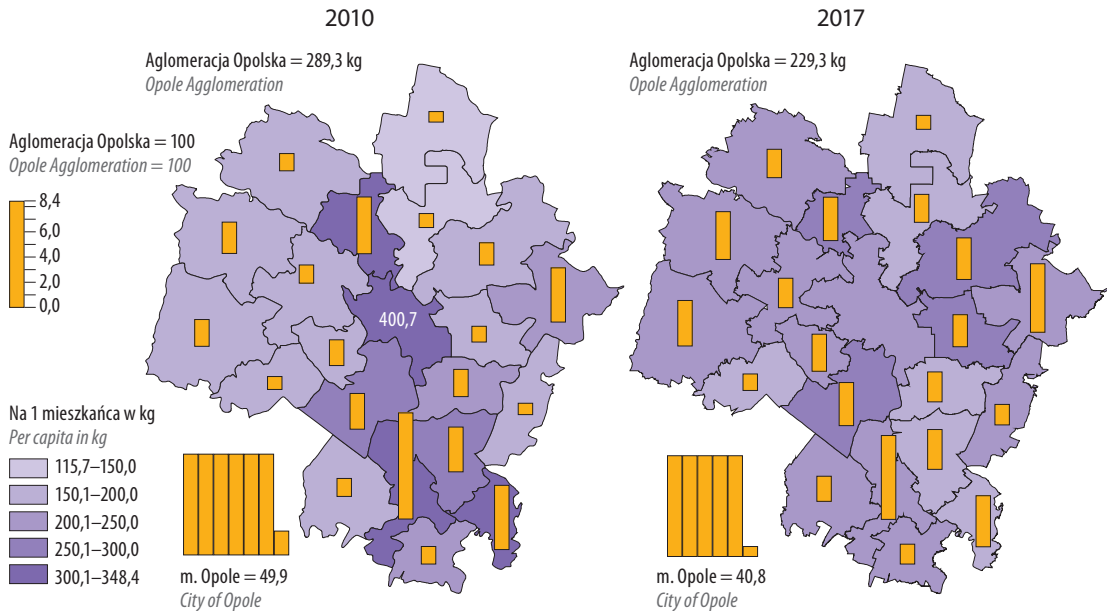 2010
2017
Aglomeracja Opolska = 289,3 kg
Opole Agglomeration
Aglomeracja Opolska = 229,3 kg
Opole Agglomeration
Aglomeracja Opolska = 100
Opole Agglomeration = 100
8,4
6,0
4,0
2,0
0,0
400,7
Na 1 mieszkańca w kg
Per capita in kg
115,7–150,0
150,1–200,0
200,1–250,0
250,1–300,0
300,1–348,4
m. Opole = 49,9
City of Opole
m. Opole = 40,8
City of Opole